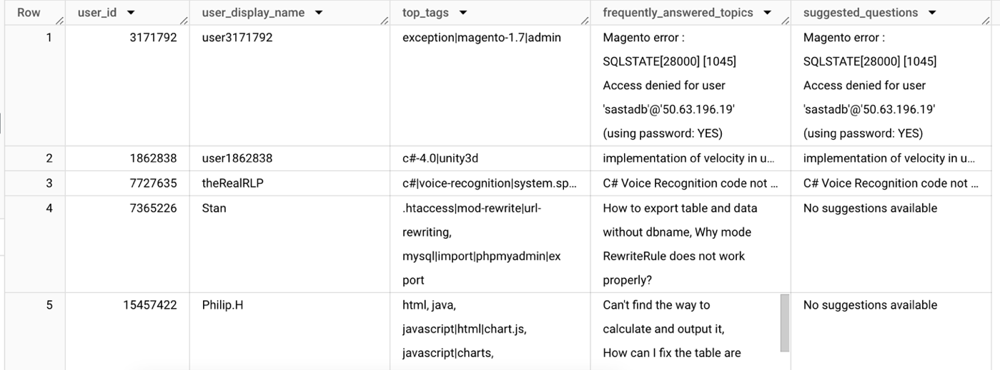 Row user_id user_display_name top_tags frequently_answered_topics suggested_questions
1 3171792 user3171792 exception|magento-1.7|admin Magento error : Magento error :
SQLSTATE[28000] [1045] SQLSTATE[28000] [1045]
Access denied for user Access denied for user
'sastadb'@'50.63.196.19' 'sastadb'@'50.63.196.19'
(using password: YES) (using password: YES)
2 1862838 user1862838 c#-4.0|unity3d implementation of velocity in u... implementation of velocity in u...
3 7727635 theRealRLP c#|voice-recognition|system.sp... C# Voice Recognition code not ... C# Voice Recognition code not ...
4 7365226 Stan .htaccess|mod-rewrite|url- How to export table and data No suggestions available
rewriting, without dbname, Why mode
mysql|import|phpmyadmin|ex RewriteRule does not work
port properly?
5 15457422 Philip.H html, java, Can't find the way to No suggestions available
javascript|html|chart.js, calculate and output it,
javascript|charts, How can I fix the table are